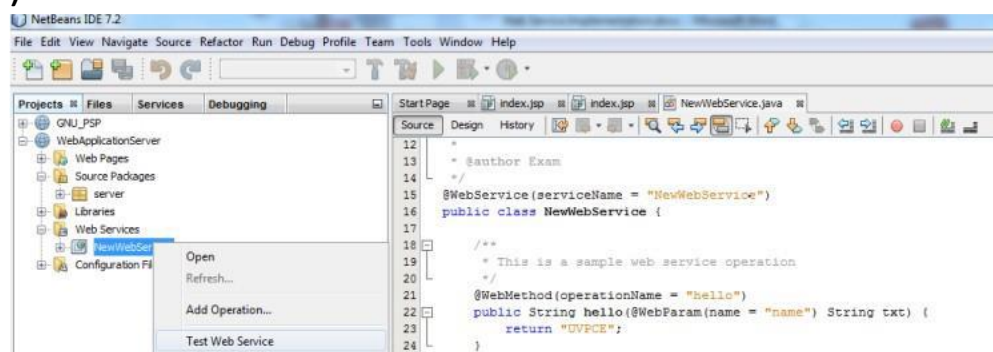 )
NetBeans IDE 7.2
File Edit View Navigate Source Refactor Run Debug Profile Team Tools Window Help
Projects Files Services Debugging
GNU_PSP
WebApplicationServer
Web Pages
Source Packages
server
Libraries
Web Services
NewWebSer
Configuration Fil
Open
Refresh...
Add Operation...
Test Web Service
Start Page index.jsp index.jsp NewWebService.java
Source Design History
12 *
13 * @author Exam
14 */
15 @WebService(serviceName = "NewWebService")
16 public class NewWebService {
17
18 /**
19 * This is a sample web service operation
20 */
21 @WebMethod(operationName = "hello")
22 public String hello(@WebParam(name = "name") String txt) {
23 return "UVPCE";
24 }